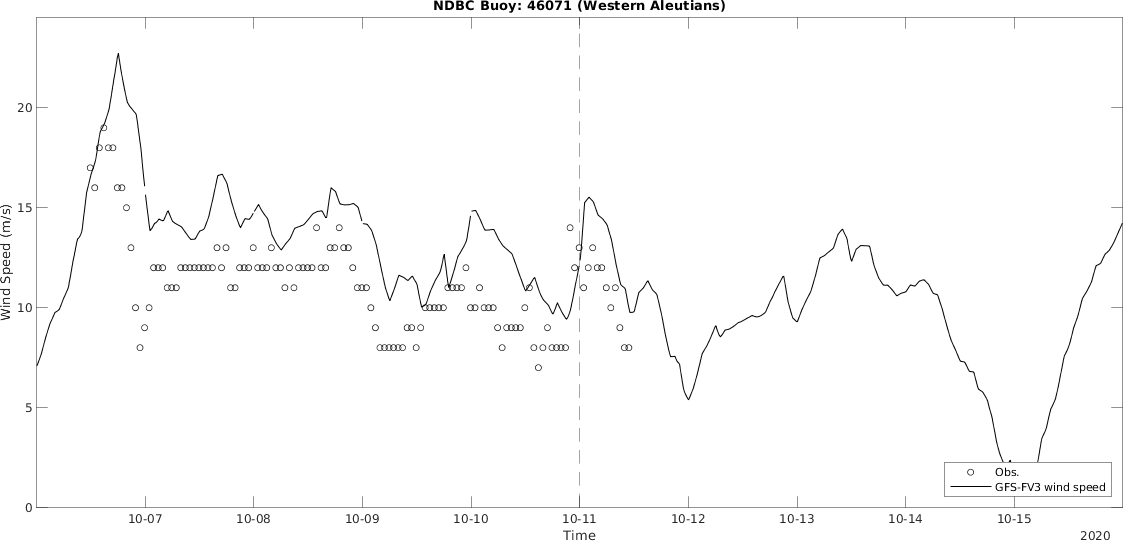 NDBC Buoy: 46071 (Western Aleutians)
Wind Speed (m/s)
20
15
10
5
0
10-07 10-08 10-09 10-10 10-11 10-12 10-13 10-14 10-15
Time
2020
Obs.
GFS-FV3 wind speed